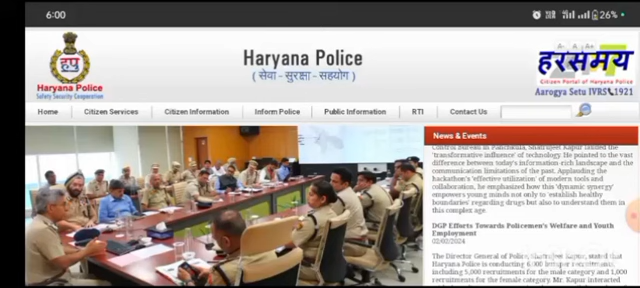 6:00
26%
Haryana Police
Safety Security Cooperation
Haryana Police
( सेवा - सुरक्षा - सहयोग )
A- A A+
हरसमय
Citizen Portal of Haryana Police
Aarogya Setu IVRS 1921
Home Citizen Services Citizen Information Inform Police Public Information RTI Contact Us
News & Events
Control Bureau in Panchkula, Shatrujeet Kapur lauded the
'transformative influence' of technology. He pointed to the vast
difference between today's information-rich landscape and the
communication limitations of the past. Applauding the
hackathon's 'effective utilization' of modern tools and
collaboration, he emphasized how this 'dynamic synergy'
empowers young minds not only to 'establish healthy
boundaries' regarding drugs but also to understand them in
this complex age.
DGP Efforts Towards Policemen's Welfare and Youth
Employment
02/02/2024
The Director General of Police, Shatrujeet Kapur, stated that
Haryana Police is conducting 6,000 recruitments,
including 5,000 recruitments for the male category and 1,000
recruitments for the female category. Mr. Kapur interacted